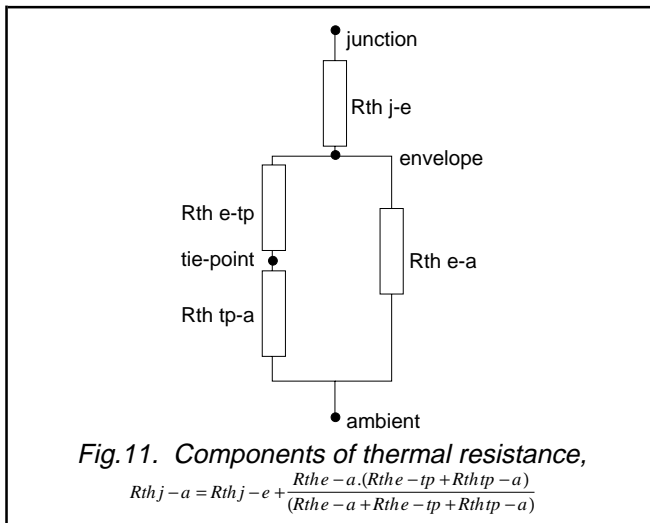 junction
Rth j-e
envelope
Rth e-tp
tie-point
Rth e-a
Rth tp-a
ambient
Fig.11. Components of thermal resistance,
Rth j − a = Rth j − e + Rth e − a.(Rth e − tp + Rth tp − a) / (Rth e − a + Rth e − tp + Rth tp − a)